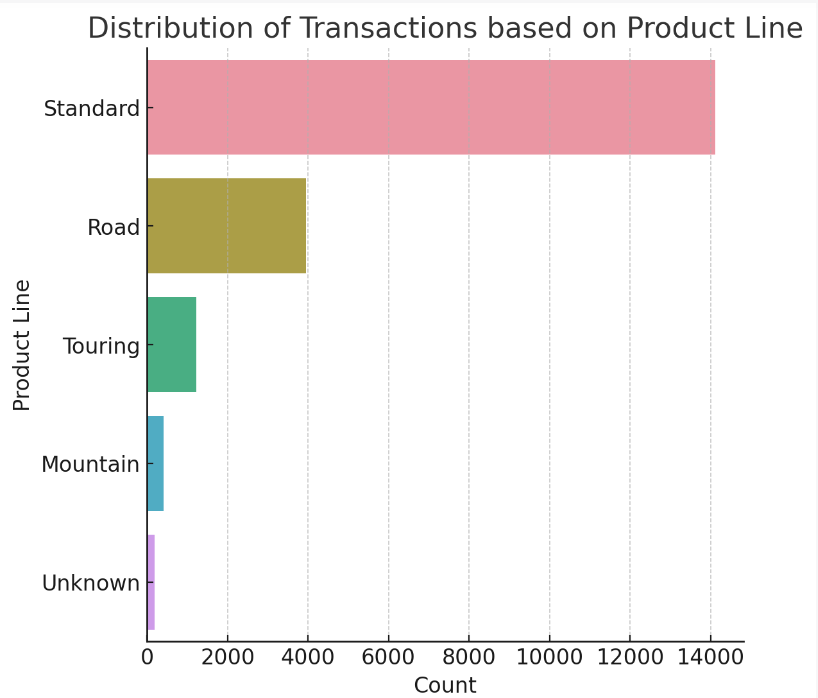 Distribution of Transactions based on Product Line
Standard
Road
Touring
Mountain
Unknown
Product Line
0 2000 4000 6000 8000 10000 12000 14000
Count